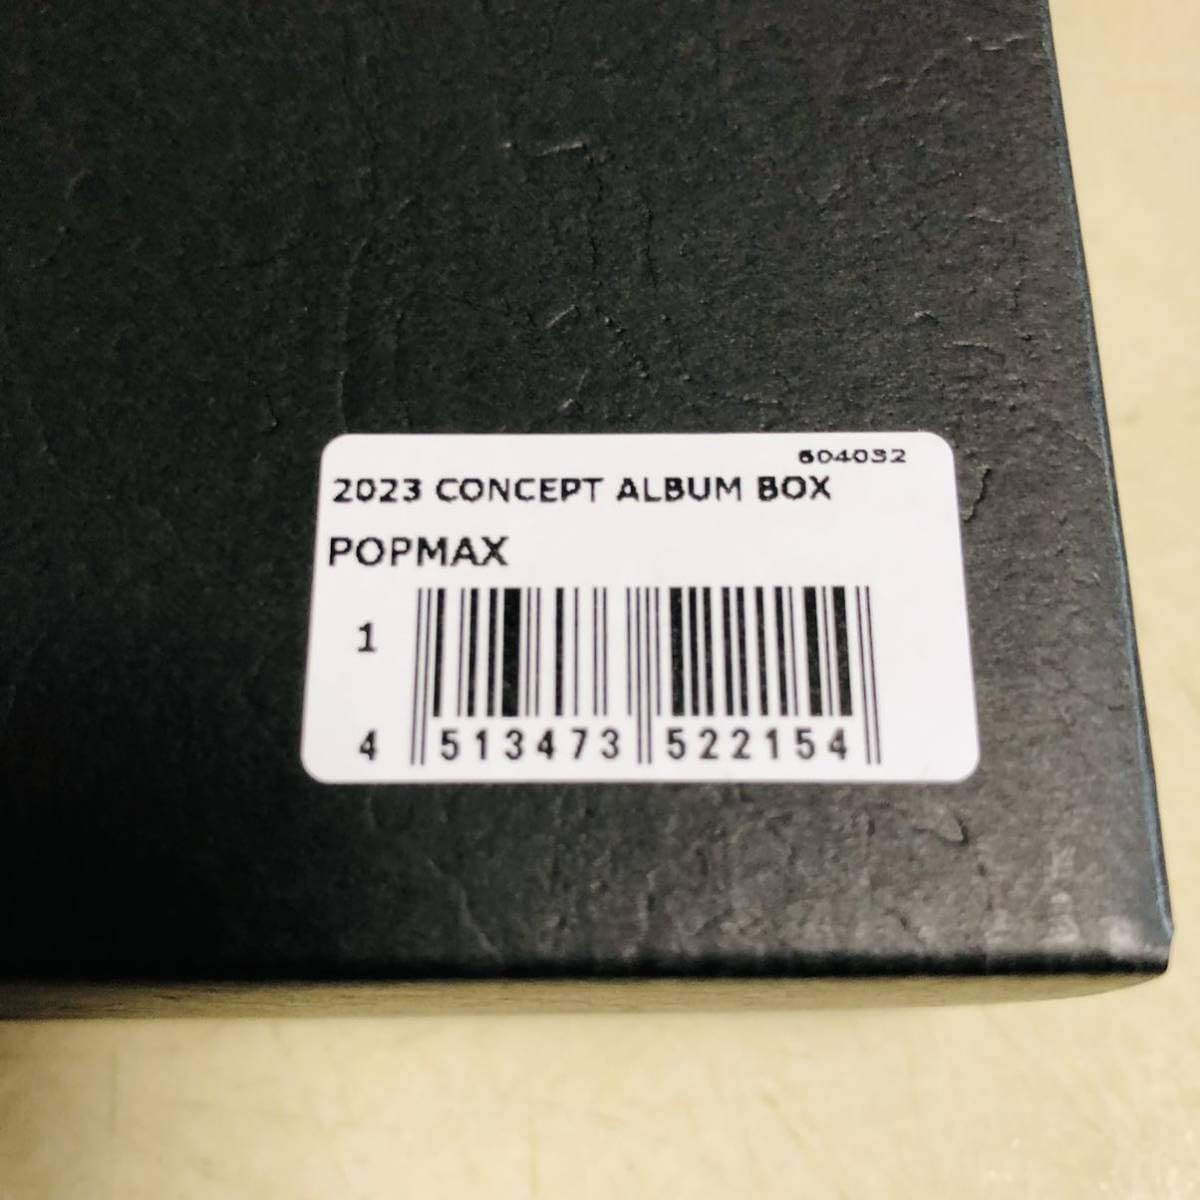 604032
2023 CONCEPT ALBUM BOX
POPMAX
1
4 513473 522154